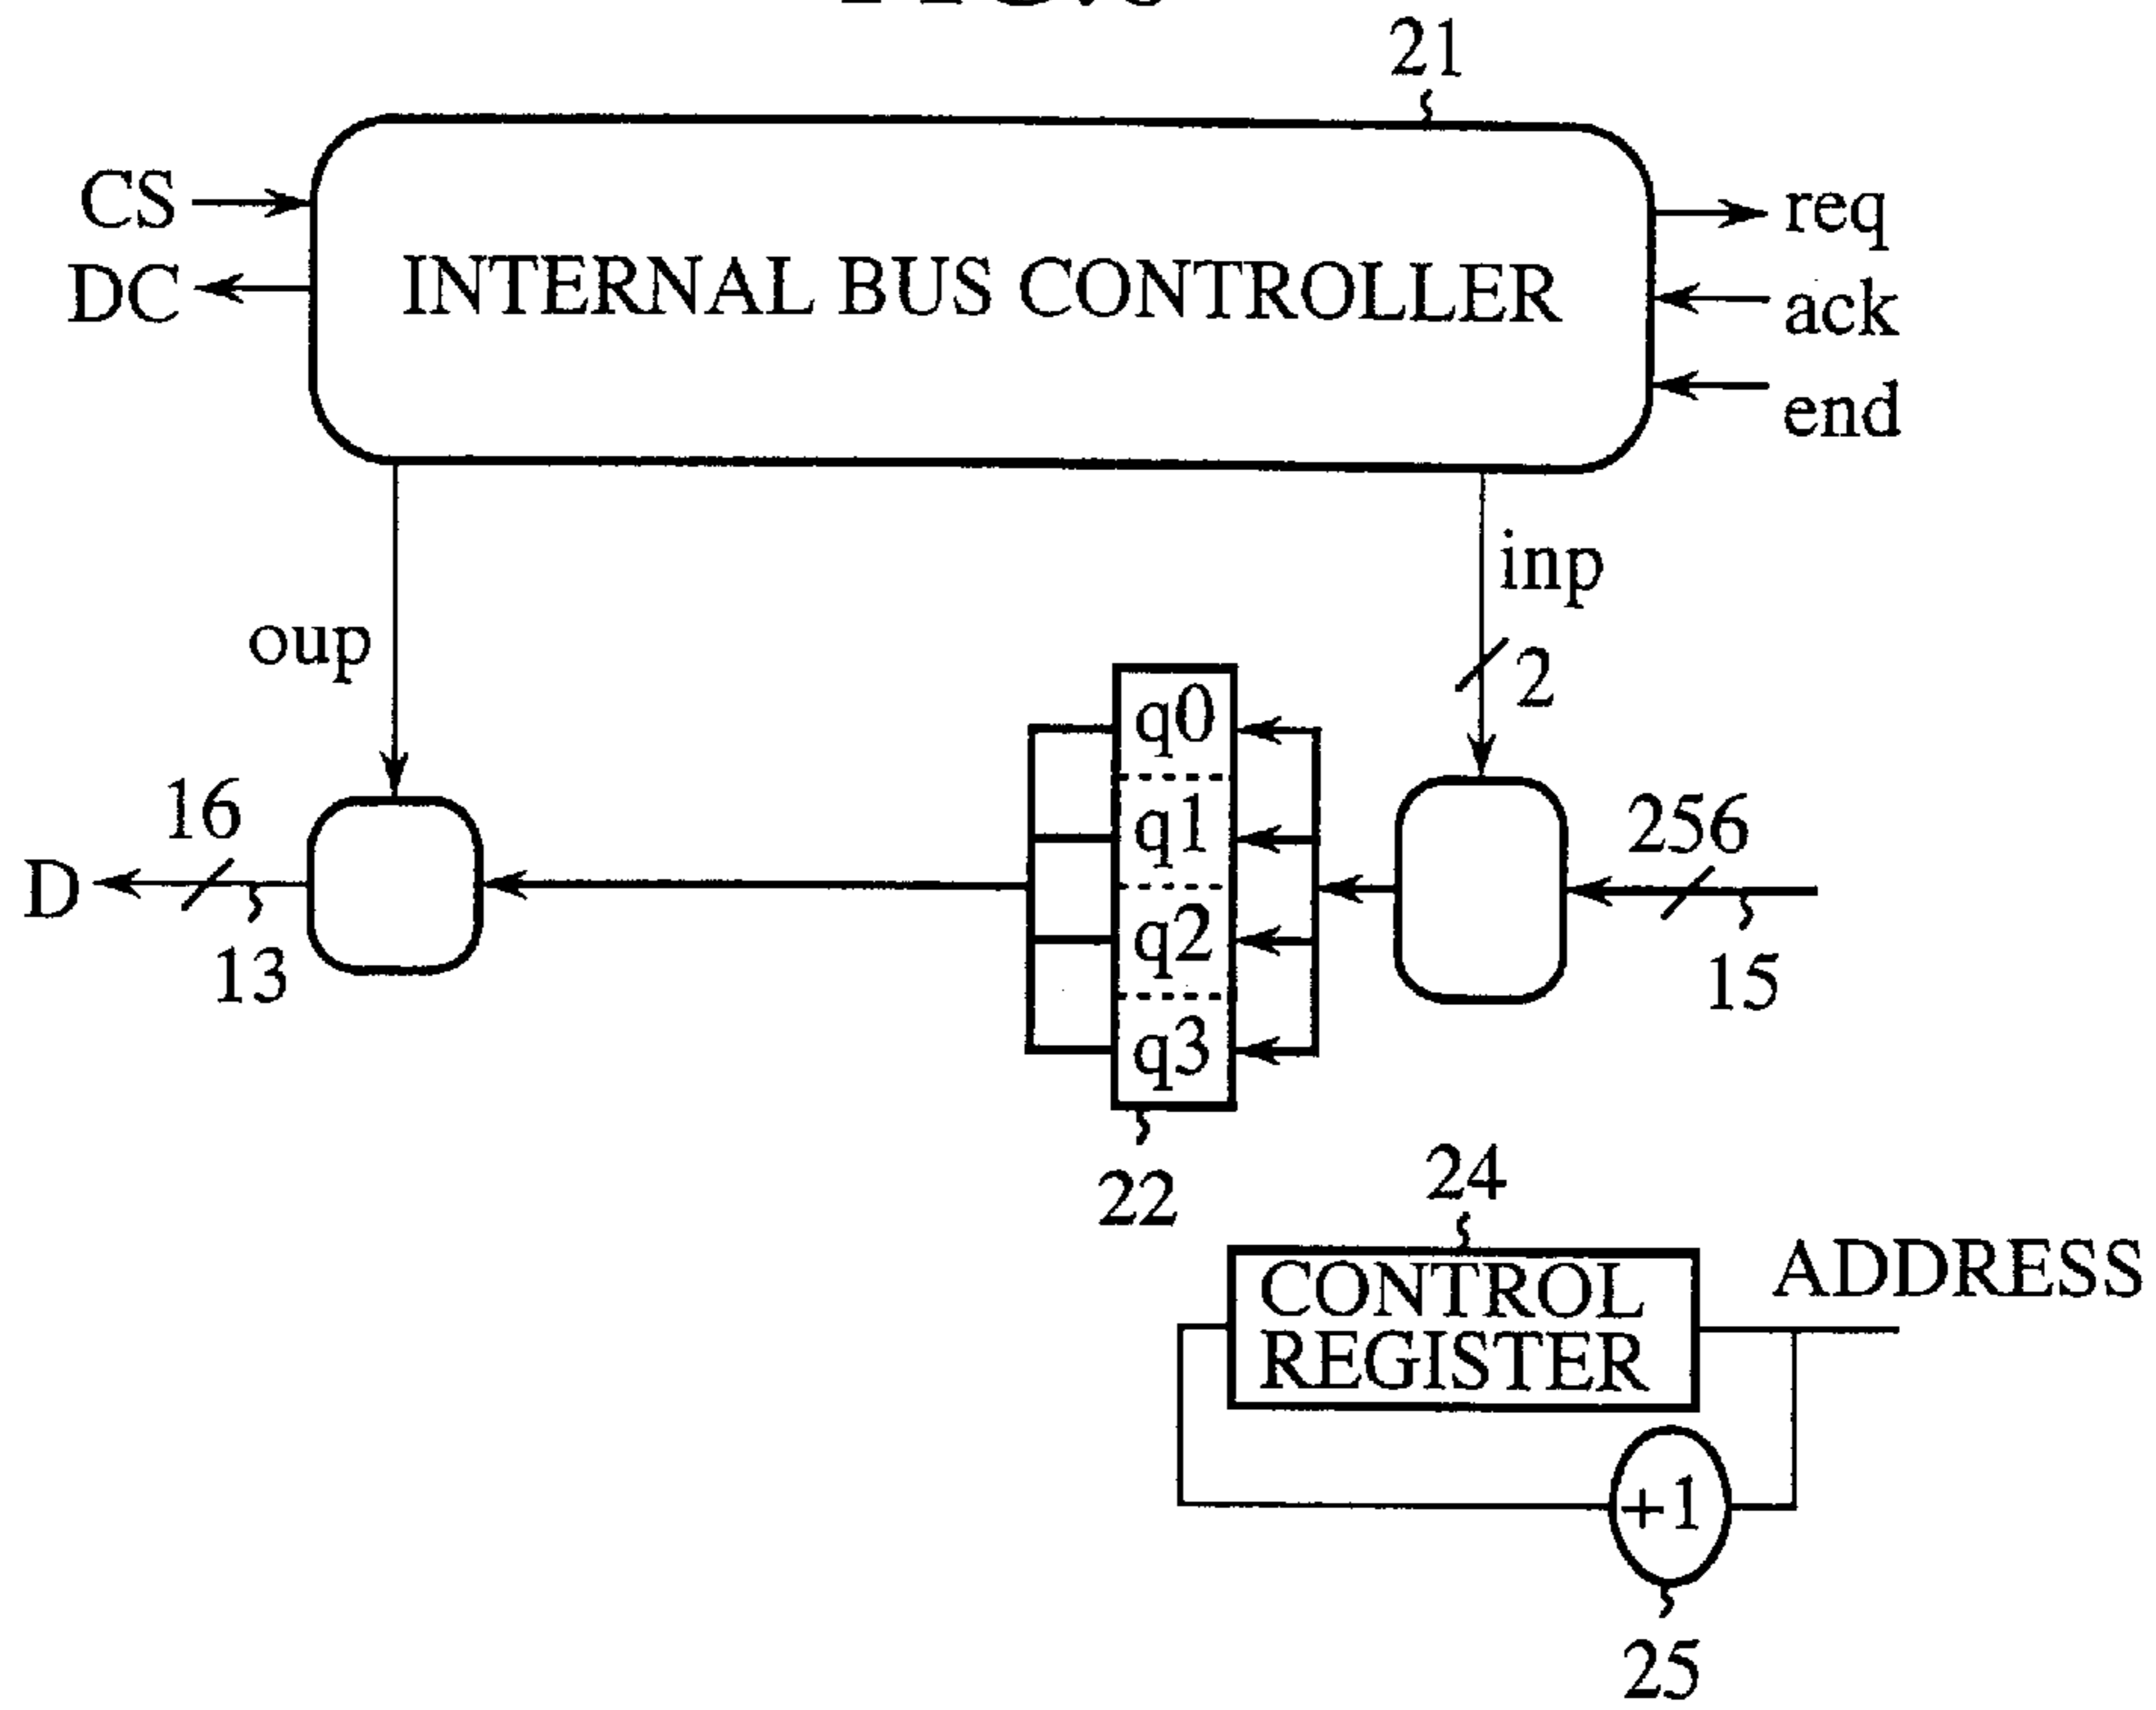 21
CS
req
DC
INTERNAL BUS CONTROLLER
ack
end
inp
oup
2
q0
q1
q2
q3
16
256
D
13
15
22
24
CONTROL
REGISTER
ADDRESS
+1
25